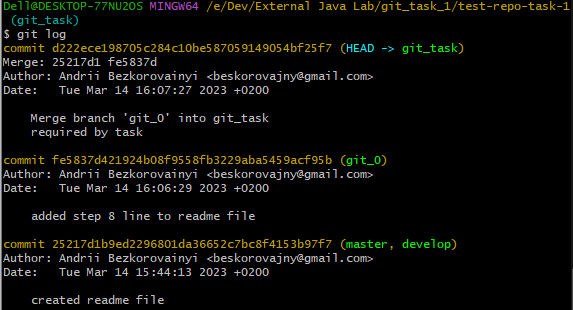 Dell@DESKTOP-77NU2OS MINGW64 /e/Dev/External Java Lab/git_task_1/test-repo-task-1
(git_task)
$ git log
commit d222ece198705c284c10be587059149054bf25f7 (HEAD -> git_task)
Merge: 25217d1 fe5837d
Author: Andrii Bezkorovainyi <beskorovajny@gmail.com>
Date:   Tue Mar 14 16:07:27 2023 +0200
    Merge branch 'git_0' into git_task
    required by task
commit fe5837d421924b08f9558fb3229aba5459acf95b (git_0)
Author: Andrii Bezkorovainyi <beskorovajny@gmail.com>
Date:   Tue Mar 14 16:06:29 2023 +0200
    added step 8 line to readme file
commit 25217d1b9ed2296801da36652c7bc8f4153b97f7 (master, develop)
Author: Andrii Bezkorovainyi <beskorovajny@gmail.com>
Date:   Tue Mar 14 15:44:13 2023 +0200
    created readme file